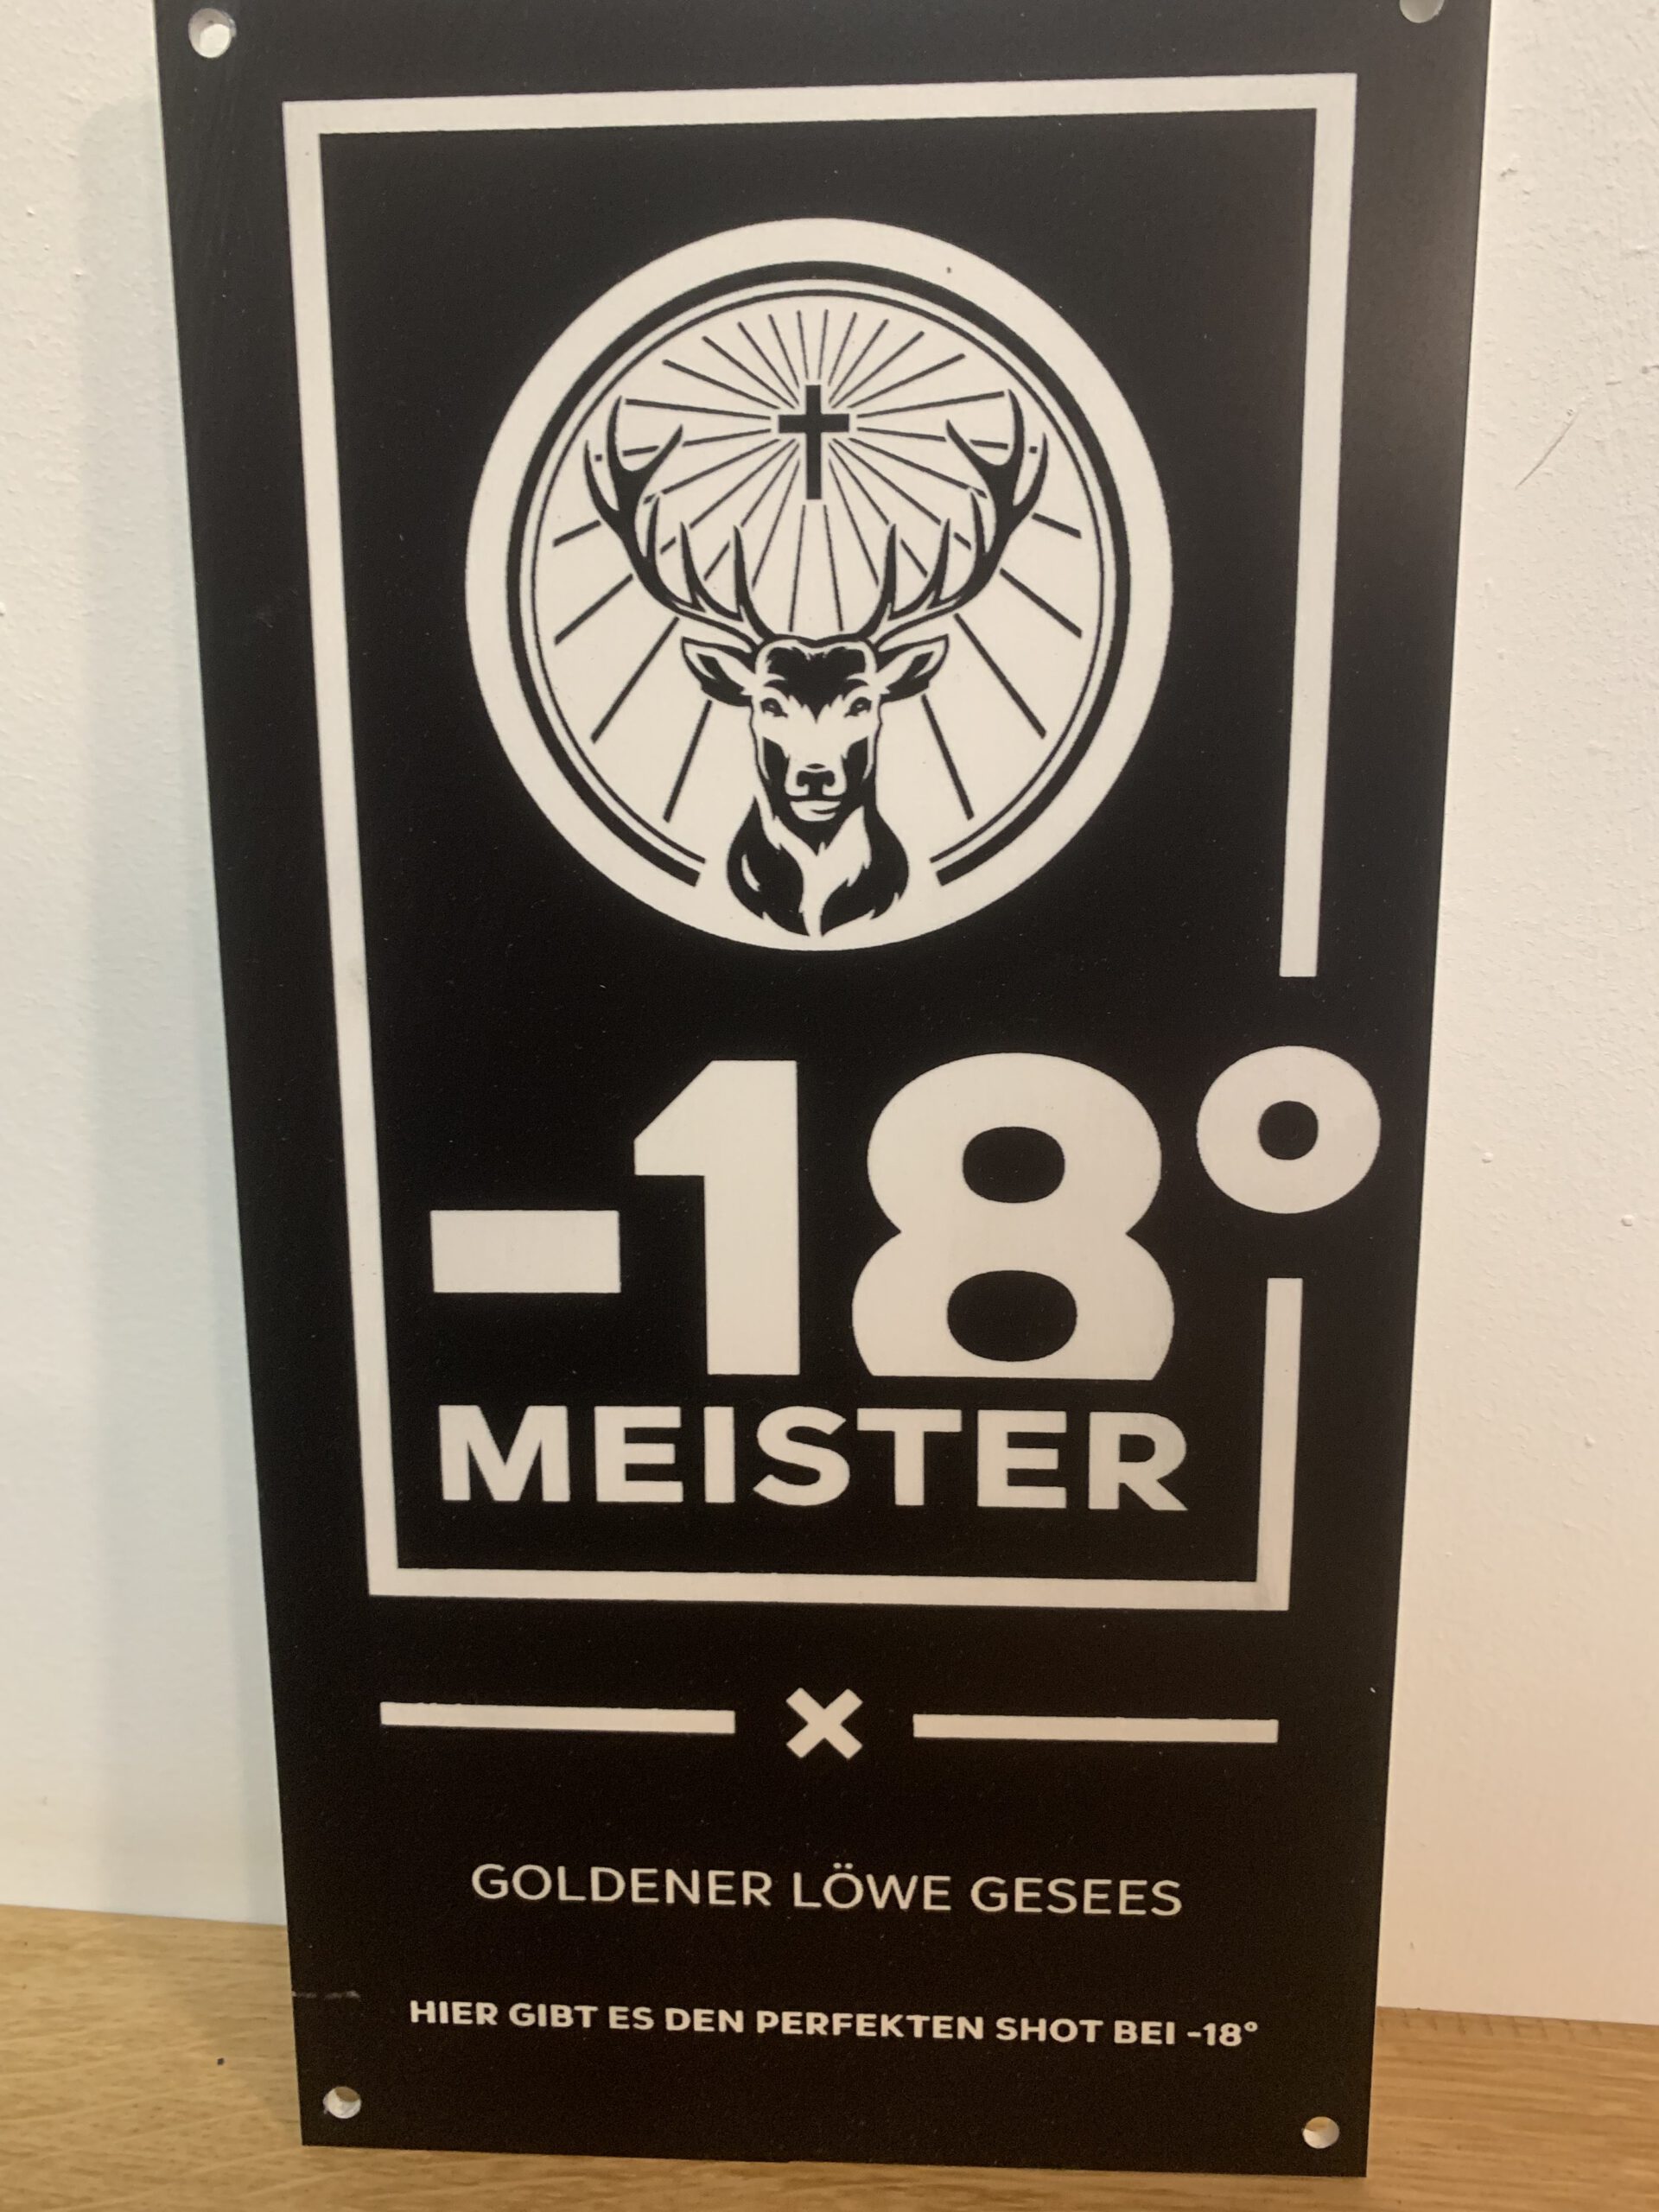 -18°
MEISTER
GOLDENER LÖWE GESEES
HIER GIBT ES DEN PERFEKTEN SHOT BEI -18°